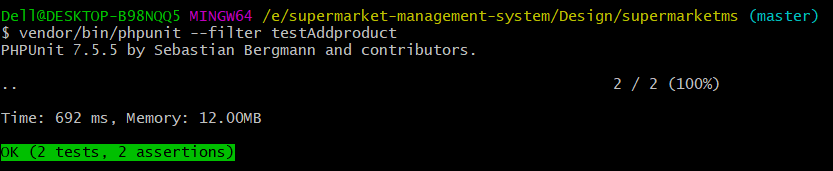 Dell@DESKTOP-B98NQQ5 MINGW64 /e/supermarket-management-system/Design/supermarketms (master)
$ vendor/bin/phpunit --filter testAddproduct
PHPUnit 7.5.5 by Sebastian Bergmann and contributors.
.. 2 / 2 (100%)
Time: 692 ms, Memory: 12.00MB
OK (2 tests, 2 assertions)